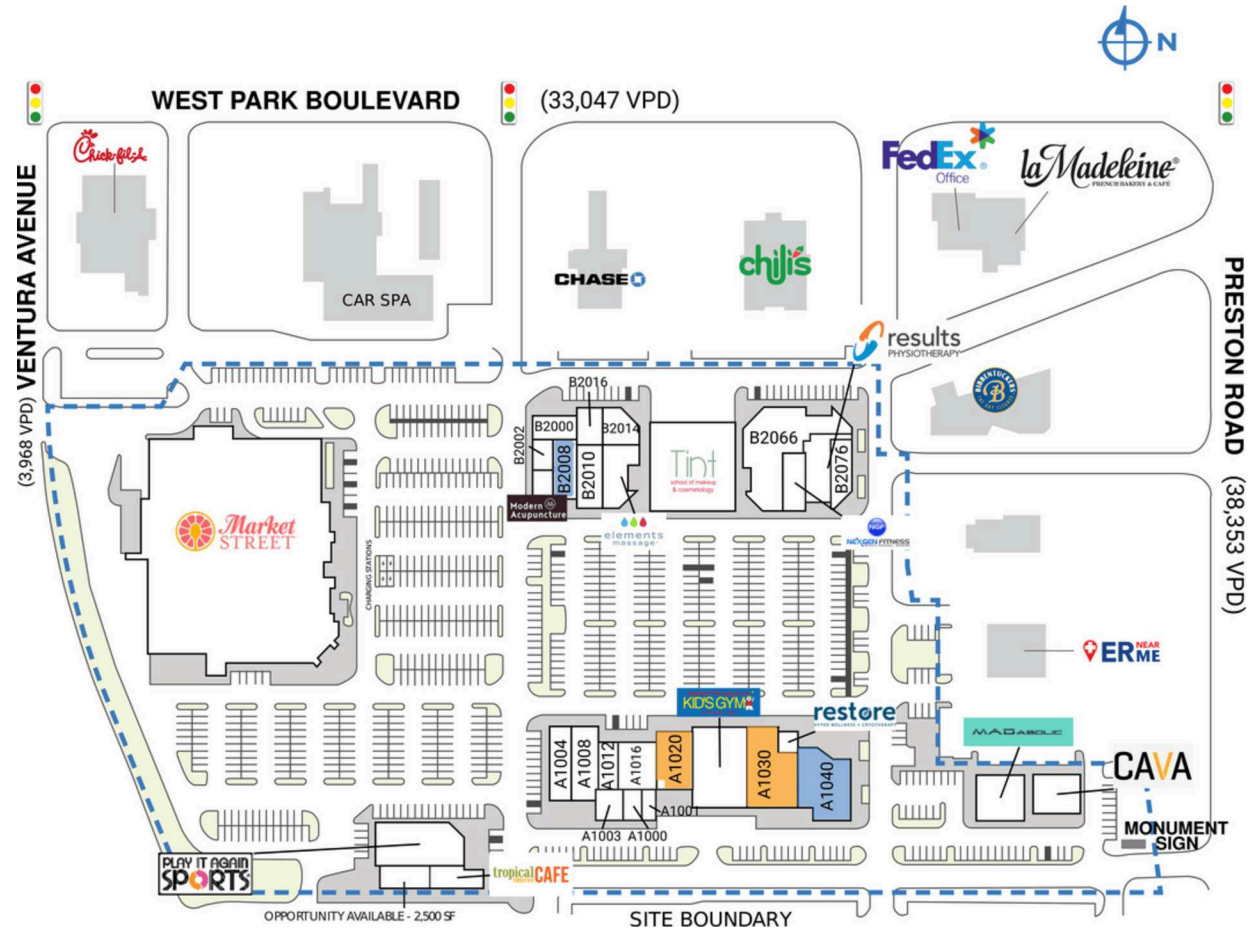 N
WEST PARK BOULEVARD
(33,047 VPD)
Chick-fil-A
FedEx®
Office
la Madeleine®
FRENCH BAKERY & CAFÉ
(3,968 VPD) VENTURA AVENUE
CHASE
chili's
CAR SPA
PRESTON ROAD (38,353 VPD)
results
PHYSIOTHERAPY
B
B2016
B2000
B2014
B2002
B2008
B2010
B2066
B2076
Tint
school of makeup
& cosmetology
Modern
Acupuncture
elements
massage
NGF
NEXGEN FITNESS
Market
STREET
CHARGING STATIONS
ER NEAR
ME
KID'S GYM
restore
HYPER WELLNESS + CRYOTHERAPY
MADABOLIC
CAVA
A1004
A1008
A1012
A1016
A1020
A1030
A1040
A1001
A1003
A1000
MONUMENT
SIGN
PLAY IT AGAIN
SPORTS
tropical CAFE
OPPORTUNITY AVAILABLE - 2,500 SF
SITE BOUNDARY